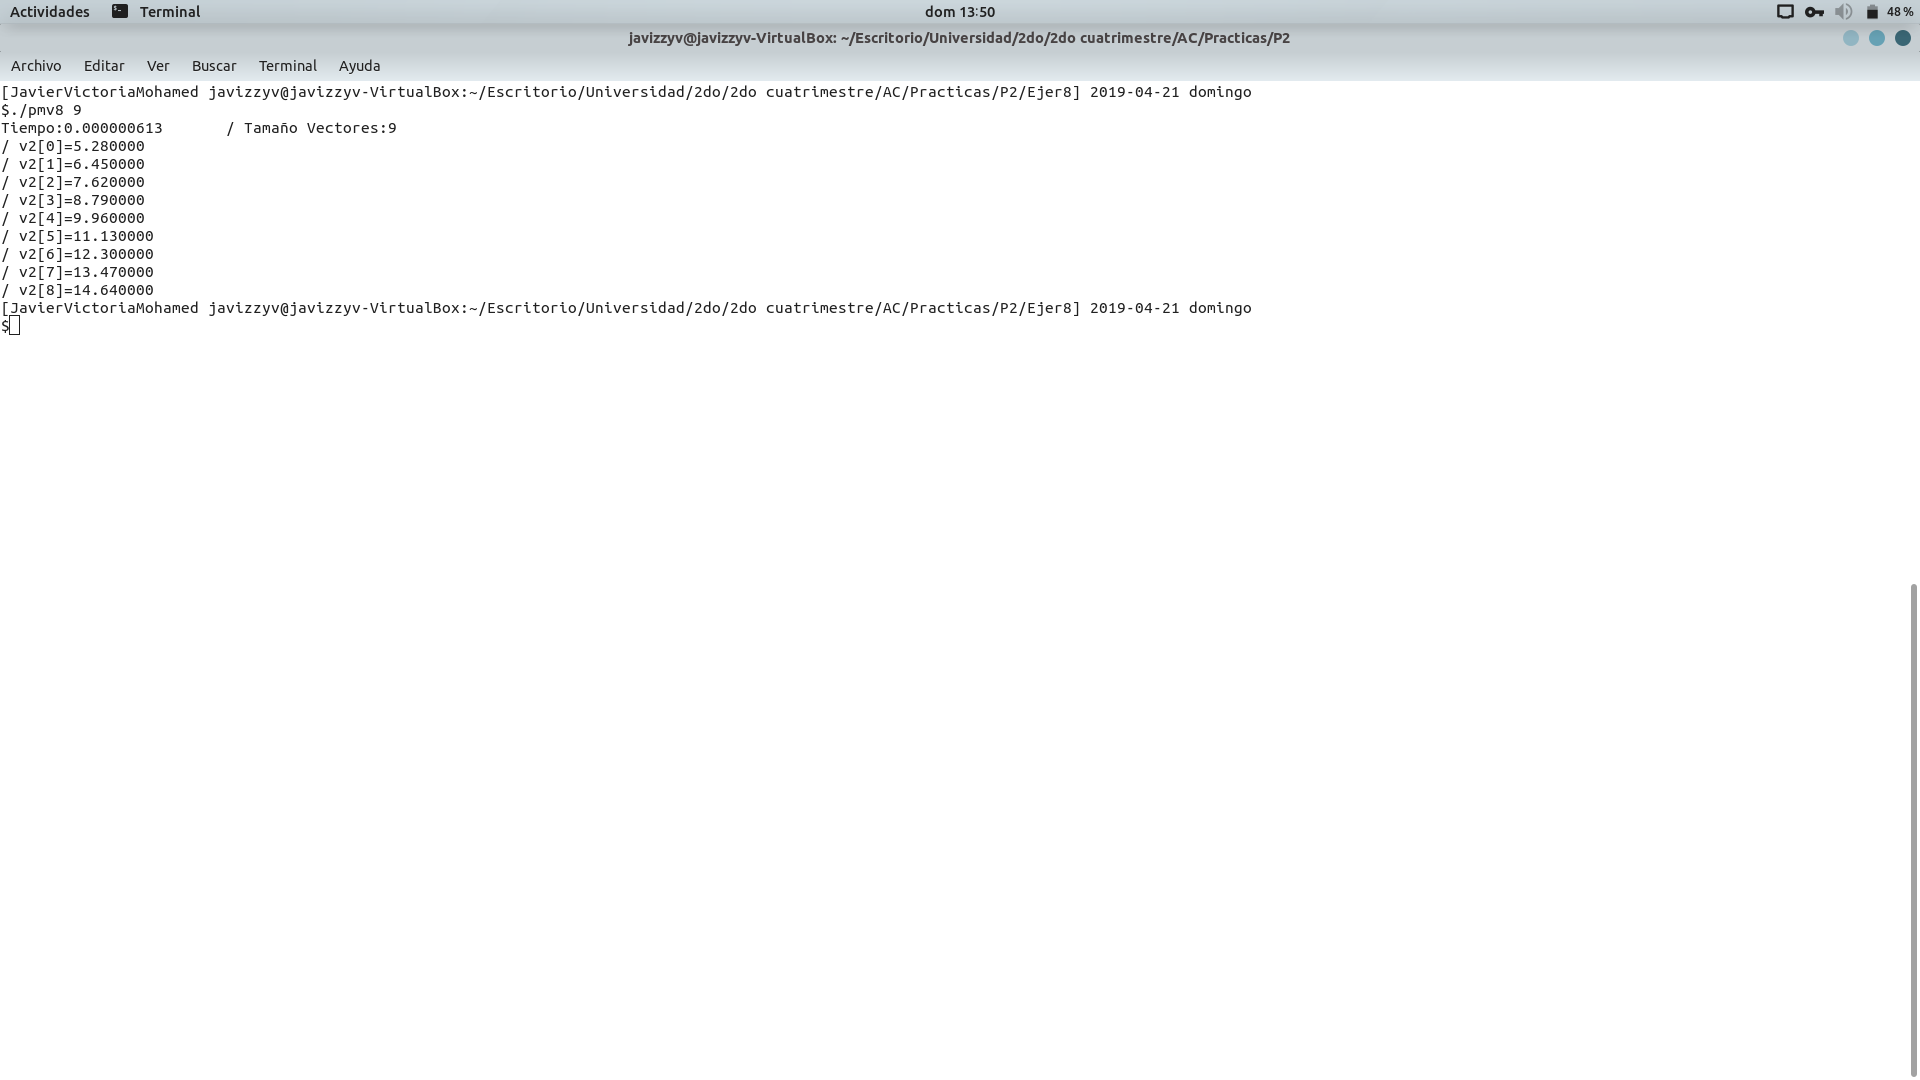 Actividades Terminal dom 13:50 48 %
javizzyv@javizzyv-VirtualBox: ~/Escritorio/Universidad/2do/2do cuatrimestre/AC/Practicas/P2
Archivo Editar Ver Buscar Terminal Ayuda
[JavierVictoriaMohamed javizzyv@javizzyv-VirtualBox:~/Escritorio/Universidad/2do/2do cuatrimestre/AC/Practicas/P2/Ejer8] 2019-04-21 domingo
$./pmv8 9
Tiempo:0.000000613 / Tamaño Vectores:9
/ v2[0]=5.280000
/ v2[1]=6.450000
/ v2[2]=7.620000
/ v2[3]=8.790000
/ v2[4]=9.960000
/ v2[5]=11.130000
/ v2[6]=12.300000
/ v2[7]=13.470000
/ v2[8]=14.640000
[JavierVictoriaMohamed javizzyv@javizzyv-VirtualBox:~/Escritorio/Universidad/2do/2do cuatrimestre/AC/Practicas/P2/Ejer8] 2019-04-21 domingo
$